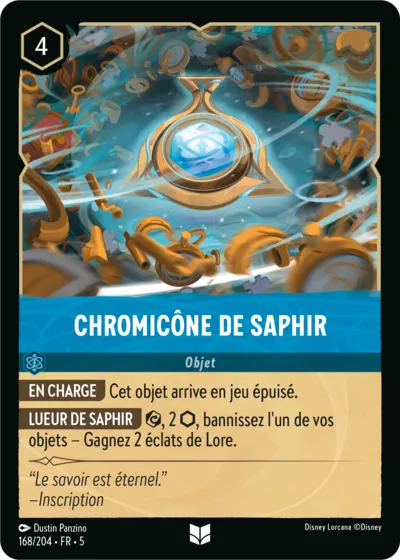 4
CHROMICÔNE DE SAPHIR
Objet
EN CHARGE Cet objet arrive en jeu épuisé.
LUEUR DE SAPHIR , 2 , bannissez l'un de vos
objets – Gagnez 2 éclats de Lore.
“Le savoir est éternel.”
–Inscription
Dustin Panzino
Disney Lorcana ©Disney
168/204 • FR • 5